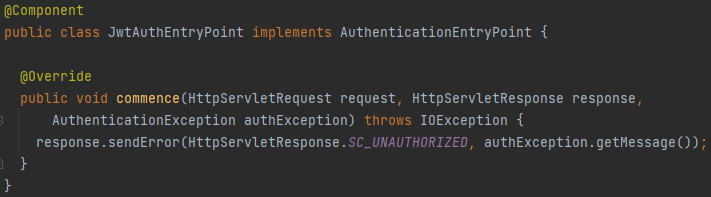 @Component
public class JwtAuthEntryPoint implements AuthenticationEntryPoint {
@Override
public void commence(HttpServletRequest request, HttpServletResponse response,
AuthenticationException authException) throws IOException {
response.sendError(HttpServletResponse.SC_UNAUTHORIZED, authException.getMessage());
}
}